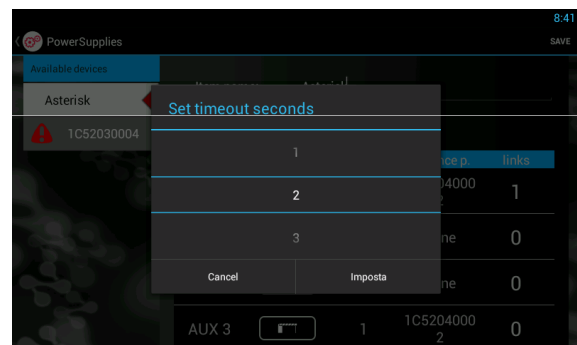 8:41
PowerSupplies
SAVE
Available devices
Asterisk
1C52030004
Set timeout seconds
1
2
3
Cancel
Imposta
links
1
0
0
AUX 3
1
1C5204000
2
0